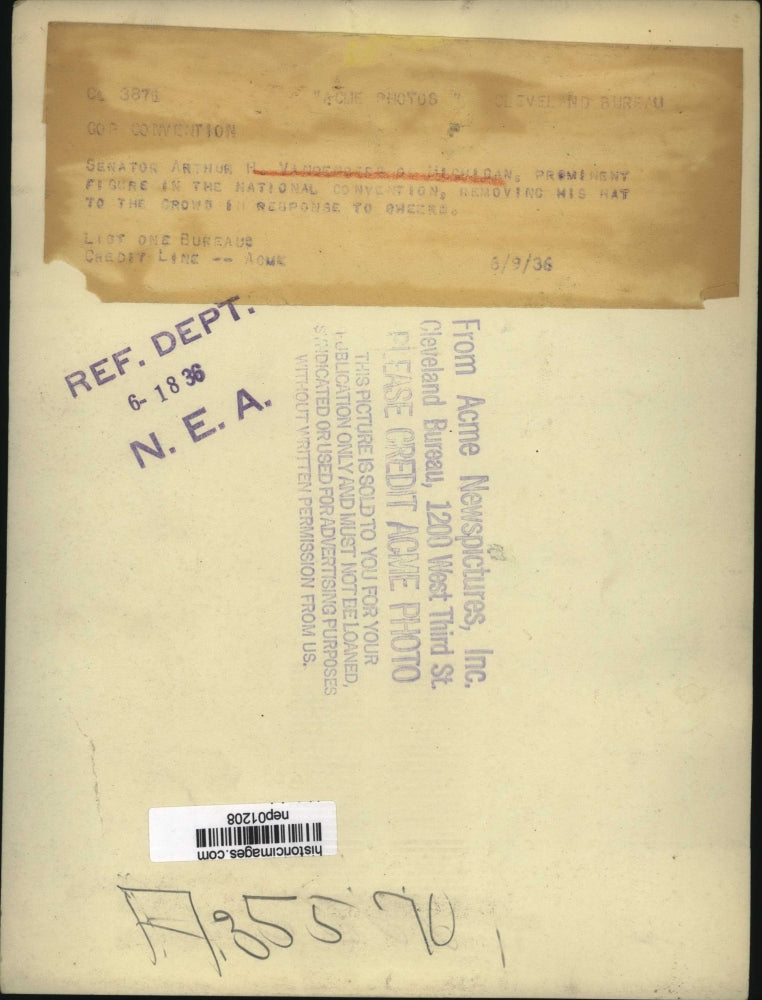 "ACME PHOTOS" CLEVELAND BUREAU
GOP CONVENTION
SENATOR ARTHUR H. VANDENBERG OF MICHIGAN, PROMINENT
FIGURE IN THE NATIONAL CONVENTION, REMOVING HIS HAT
TO THE CROWD IN RESPONSE TO CHEERS.
LIST ONE BUREAUS
CREDIT LINE -- ACME 6/9/36
REF. DEPT.
6-18 36
N. E. A.
From Acme Newspictures, Inc.
Cleveland Bureau, 1200 West Third St.
PLEASE CREDIT ACME PHOTO
THIS PICTURE IS SOLD TO YOU FOR YOUR
PUBLICATION ONLY AND MUST NOT BE LOANED,
SYNDICATED OR USED FOR ADVERTISING PURPOSES
WITHOUT WRITTEN PERMISSION FROM US.
historicimages.com
nep01208
35570